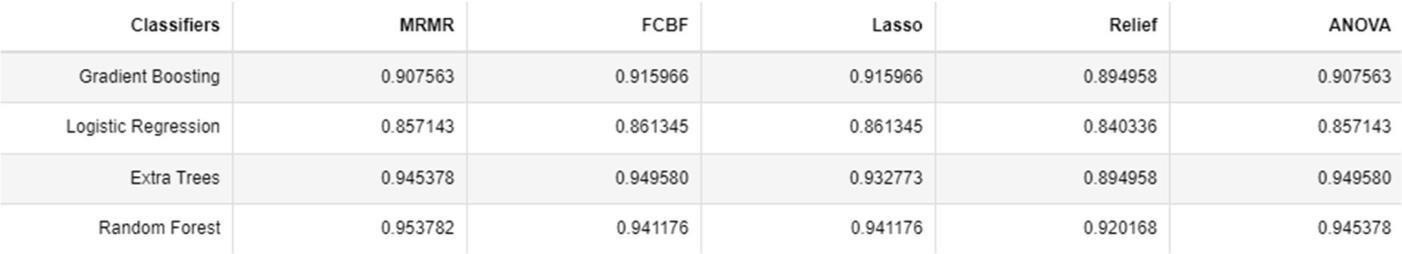 Classifiers MRMR FCBF Lasso Relief ANOVA
Gradient Boosting 0.907563 0.915966 0.915966 0.894958 0.907563
Logistic Regression 0.857143 0.861345 0.861345 0.840336 0.857143
Extra Trees 0.945378 0.949580 0.932773 0.894958 0.949580
Random Forest 0.953782 0.941176 0.941176 0.920168 0.945378